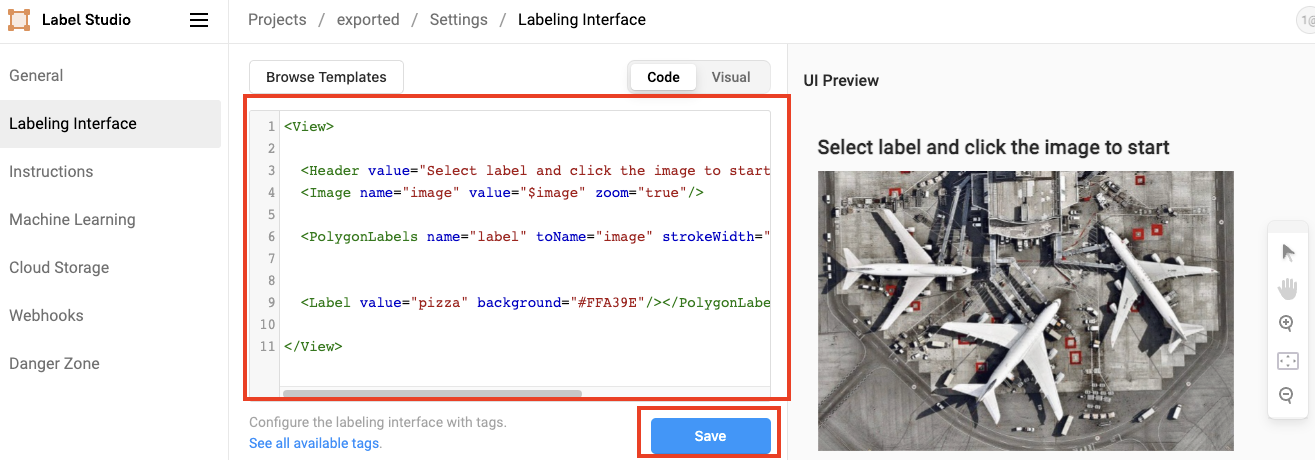 Label Studio
Projects / exported / Settings / Labeling Interface
General
Labeling Interface
Instructions
Machine Learning
Cloud Storage
Webhooks
Danger Zone
Browse Templates
Code Visual
1 <View>
2
3 <Header value="Select label and click the image to start
4 <Image name="image" value="$image" zoom="true"/>
5
6 <PolygonLabels name="label" toName="image" strokeWidth="
7
8
9 <Label value="pizza" background="#FFA39E"/></PolygonLabe
10
11 </View>
Configure the labeling interface with tags.
See all available tags.
Save
UI Preview
Select label and click the image to start
1@